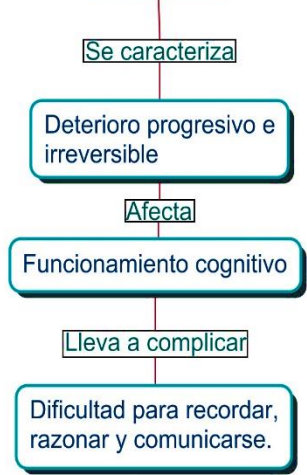 Se caracteriza
Deterioro progresivo e
irreversible
Afecta
Funcionamiento cognitivo
Lleva a complicar
Dificultad para recordar,
razonar y comunicarse.